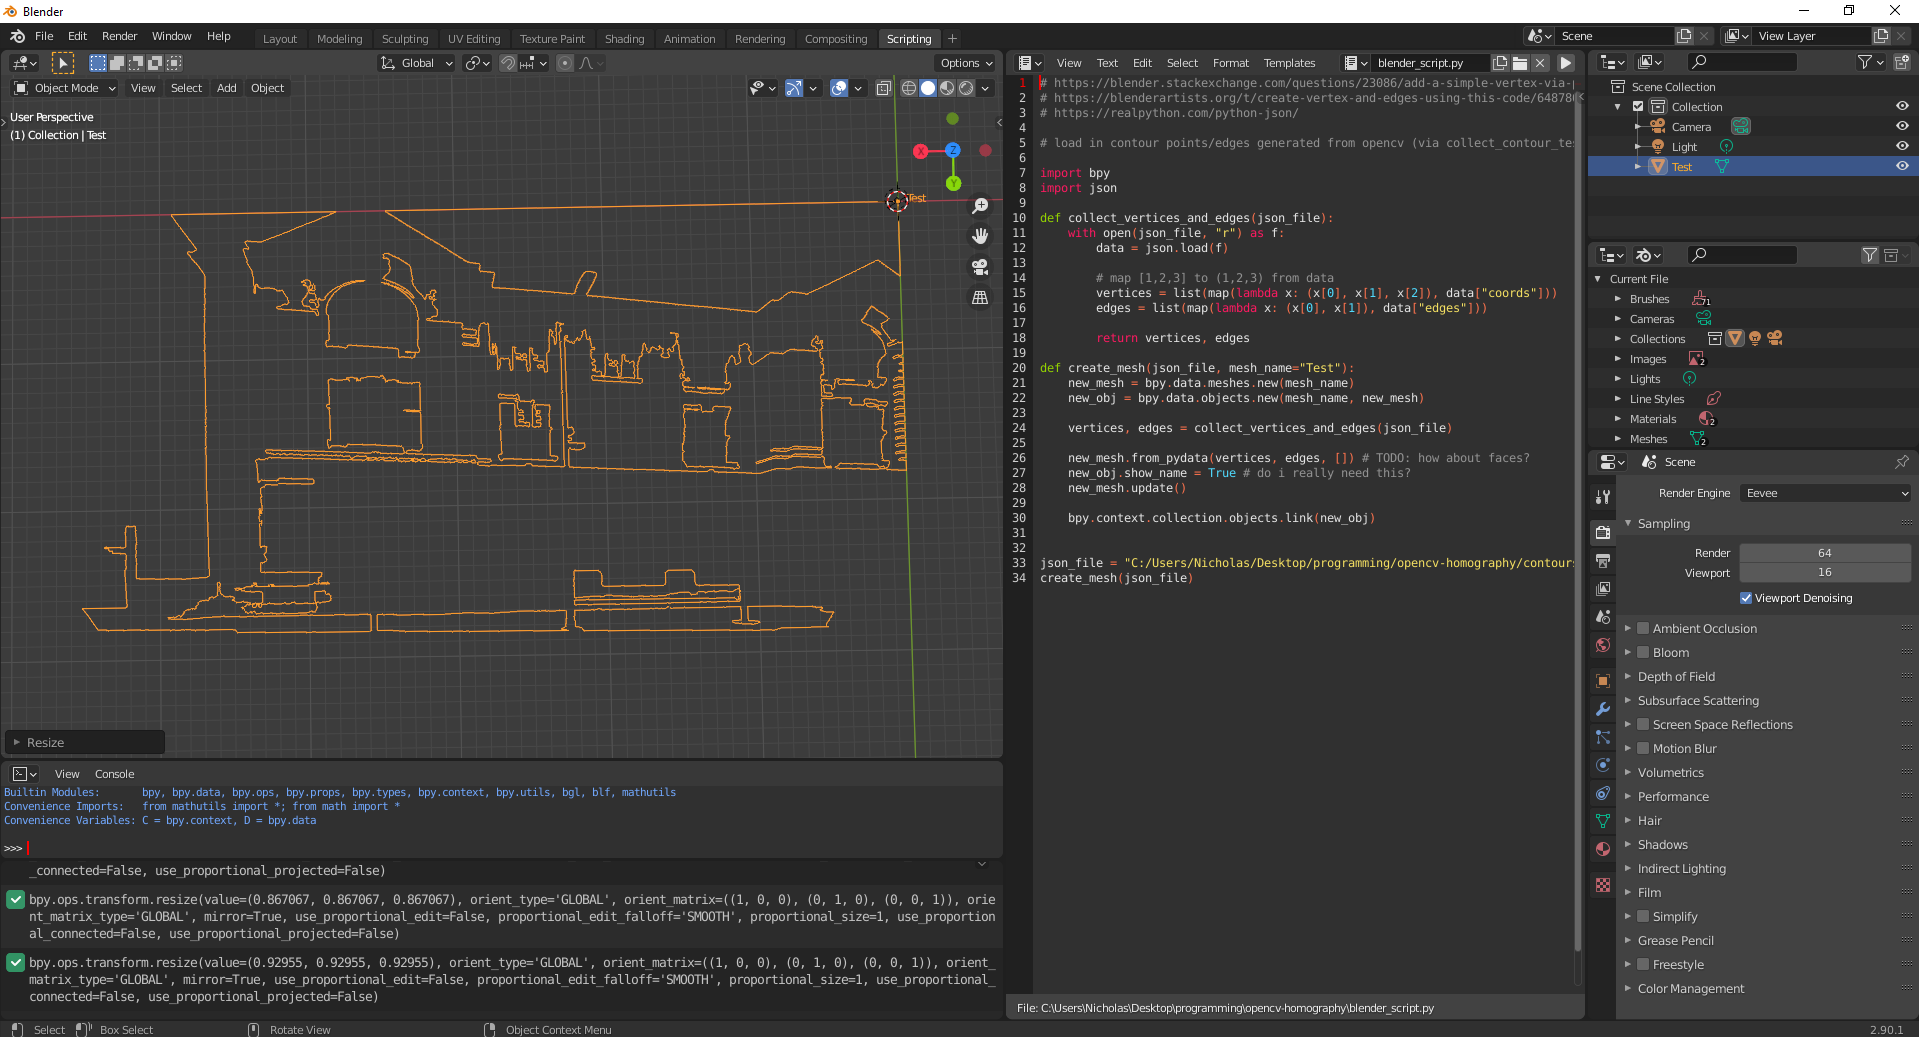 Blender
File Edit Render Window Help
Layout Modeling Sculpting UV Editing Texture Paint Shading Animation Rendering Compositing Scripting +
Scene
View Layer
Global
Options
Object Mode View Select Add Object
User Perspective
(1) Collection | Test
X
Z
Y
Test
Resize
View Console
Builtin Modules: bpy, bpy.data, bpy.ops, bpy.props, bpy.types, bpy.context, bpy.utils, bgl, blf, mathutils
Convenience Imports: from mathutils import *; from math import *
Convenience Variables: C = bpy.context, D = bpy.data
>>>
_connected=False, use_proportional_projected=False)
bpy.ops.transform.resize(value=(0.867067, 0.867067, 0.867067), orient_type='GLOBAL', orient_matrix=((1, 0, 0), (0, 1, 0), (0, 0, 1)), orie
nt_matrix_type='GLOBAL', mirror=True, use_proportional_edit=False, proportional_edit_falloff='SMOOTH', proportional_size=1, use_proportion
al_connected=False, use_proportional_projected=False)
bpy.ops.transform.resize(value=(0.92955, 0.92955, 0.92955), orient_type='GLOBAL', orient_matrix=((1, 0, 0), (0, 1, 0), (0, 0, 1)), orient_
matrix_type='GLOBAL', mirror=True, use_proportional_edit=False, proportional_edit_falloff='SMOOTH', proportional_size=1, use_proportional_
connected=False, use_proportional_projected=False)
View Text Edit Select Format Templates
blender_script.py
1 # https://blender.stackexchange.com/questions/23086/add-a-simple-vertex-via-
2 # https://blenderartists.org/t/create-vertex-and-edges-using-this-code/64878
3 # https://realpython.com/python-json/
4
5 # load in contour points/edges generated from opencv (via collect_contour_te
6
7 import bpy
8 import json
9
10 def collect_vertices_and_edges(json_file):
11 with open(json_file, "r") as f:
12 data = json.load(f)
13
14 # map [1,2,3] to (1,2,3) from data
15 vertices = list(map(lambda x: (x[0], x[1], x[2]), data["coords"]))
16 edges = list(map(lambda x: (x[0], x[1]), data["edges"]))
17
18 return vertices, edges
19
20 def create_mesh(json_file, mesh_name="Test"):
21 new_mesh = bpy.data.meshes.new(mesh_name)
22 new_obj = bpy.data.objects.new(mesh_name, new_mesh)
23
24 vertices, edges = collect_vertices_and_edges(json_file)
25
26 new_mesh.from_pydata(vertices, edges, []) # TODO: how about faces?
27 new_obj.show_name = True # do i really need this?
28 new_mesh.update()
29
30 bpy.context.collection.objects.link(new_obj)
31
32
33 json_file = "C:/Users/Nicholas/Desktop/programming/opencv-homography/contour
34 create_mesh(json_file)
File: C:\Users\Nicholas\Desktop\programming\opencv-homography\blender_script.py
Scene Collection
Collection
Camera
Light
Test
Current File
Brushes 71
Cameras
Collections
Images 2
Lights
Line Styles
Materials 2
Meshes 2
Scene
Render Engine Eevee
Sampling
Render 64
Viewport 16
Viewport Denoising
Ambient Occlusion
Bloom
Depth of Field
Subsurface Scattering
Screen Space Reflections
Motion Blur
Volumetrics
Performance
Hair
Shadows
Indirect Lighting
Film
Simplify
Grease Pencil
Freestyle
Color Management
Select Box Select Rotate View Object Context Menu
2.90.1